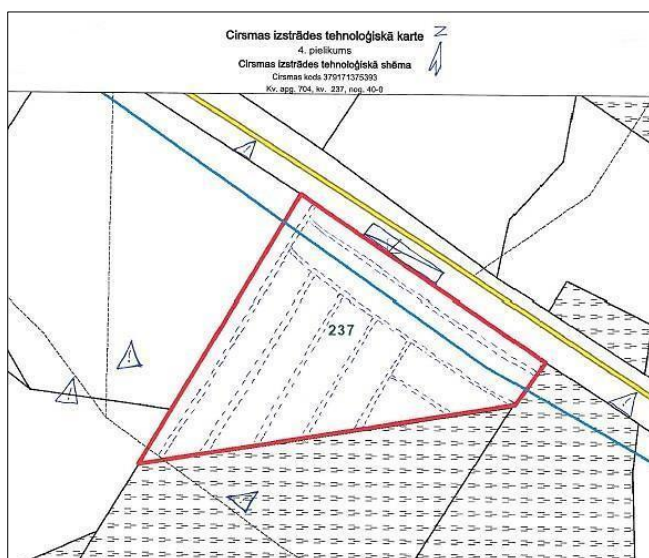 Cirsmas izstrādes tehnoloģiskā karte
Z
4. pielikums
Cirsmas izstrādes tehnoloģiskā shēma
Cirsmas kods 379171375393
Kv. apg. 704, kv. 237, nog. 40-0
237